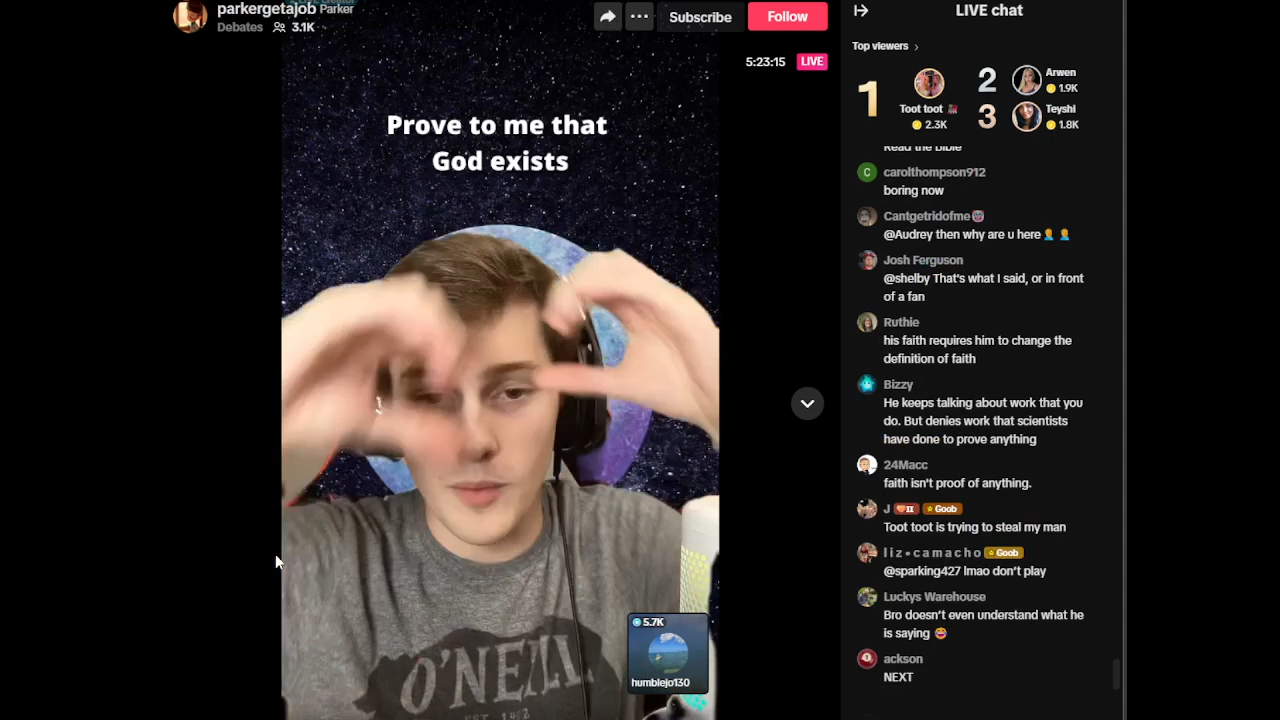 parkergetajob Parker
Debates 3.1K
Subscribe
Follow
5:23:15 LIVE
Prove to me that
God exists
O'NEILL
5.7K
humblejo130
LIVE chat
Top viewers
1
Toot toot
2.3K
2
Arwen
1.9K
3
Teyshi
1.8K
Read the Bible
C carolthompson912
boring now
Cantgetridofme
@Audrey then why are u here
Josh Ferguson
@shelby That's what I said, or in front
of a fan
Ruthie
his faith requires him to change the
definition of faith
Bizzy
He keeps talking about work that you
do. But denies work that scientists
have done to prove anything
24Macc
faith isn't proof of anything.
J II Goob
Toot toot is trying to steal my man
l i z • c a m a c h o Goob
@sparking427 lmao don't play
Luckys Warehouse
Bro doesn't even understand what he
is saying
ackson
NEXT